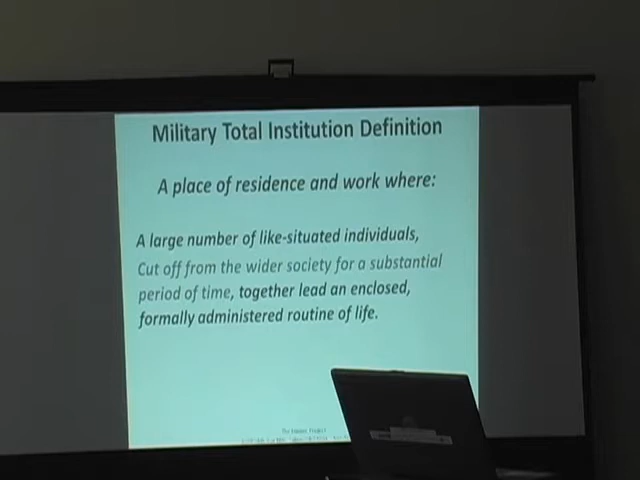 Military Total Institution Definition
A place of residence and work where:
A large number of like-situated individuals,
Cut off from the wider society for a substantial
period of time, together lead an enclosed,
formally administered routine of life.